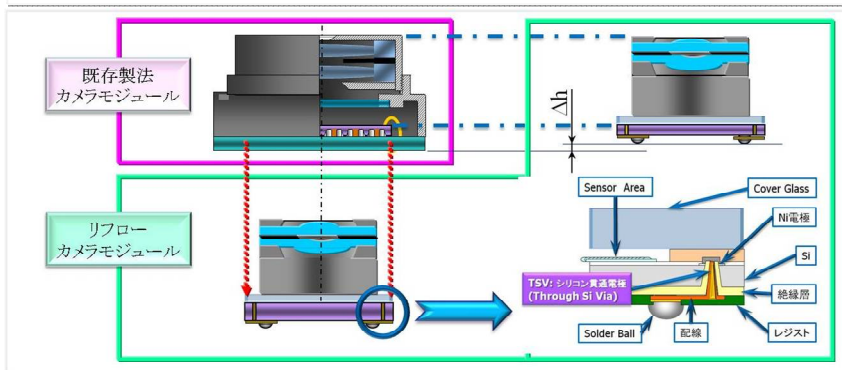 既存製法
カメラモジュール
Δh
リフロー
カメラモジュール
Sensor Area
Cover Glass
Ni電極
Si
TSV: シリコン貫通電極
(Through Si Via)
絶縁層
Solder Ball
配線
レジスト